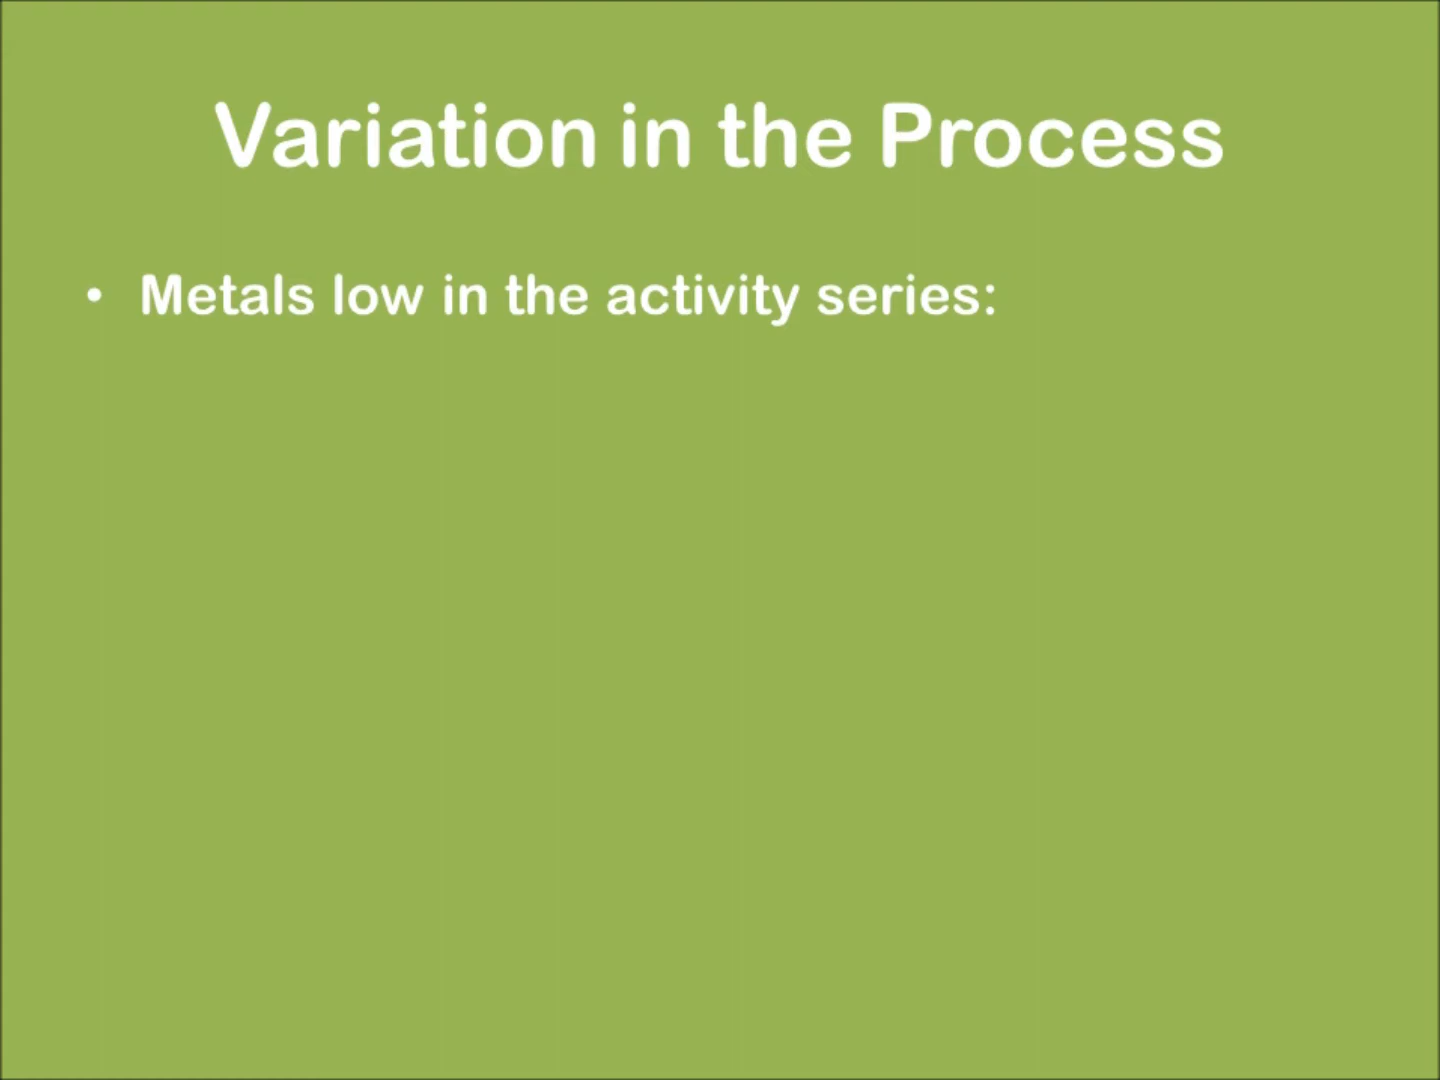 Variation in the Process
• Metals low in the activity series: